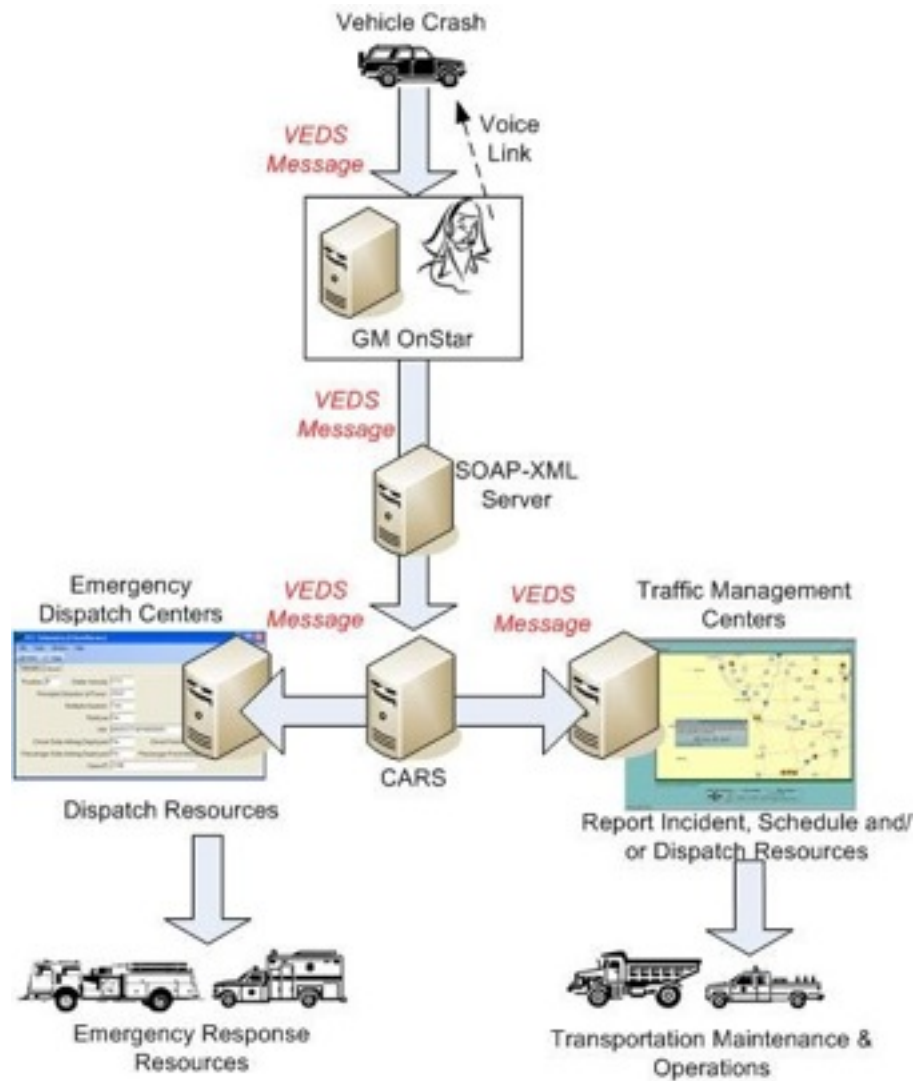 Vehicle Crash
VEDS
Message
Voice
Link
GM OnStar
VEDS
Message
SOAP-XML
Server
Emergency
Dispatch Centers
VEDS
Message
VEDS
Message
Traffic Management
Centers
CARS
Dispatch Resources
Report Incident, Schedule and/
or Dispatch Resources
Emergency Response
Resources
Transportation Maintenance &
Operations